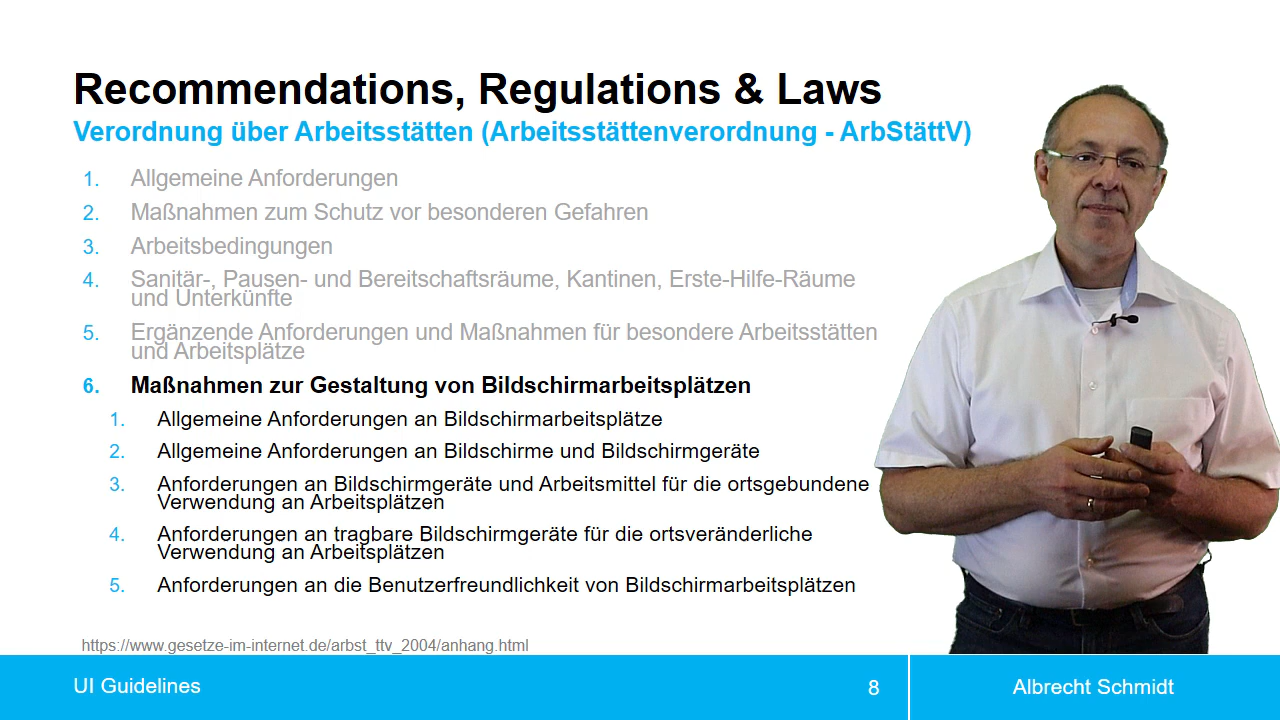 Recommendations, Regulations & Laws
Verordnung über Arbeitsstätten (Arbeitsstättenverordnung - ArbStättV)
1. Allgemeine Anforderungen
2. Maßnahmen zum Schutz vor besonderen Gefahren
3. Arbeitsbedingungen
4. Sanitär-, Pausen- und Bereitschaftsräume, Kantinen, Erste-Hilfe-Räume
und Unterkünfte
5. Ergänzende Anforderungen und Maßnahmen für besondere Arbeitsstätten
und Arbeitsplätze
6. Maßnahmen zur Gestaltung von Bildschirmarbeitsplätzen
1. Allgemeine Anforderungen an Bildschirmarbeitsplätze
2. Allgemeine Anforderungen an Bildschirme und Bildschirmgeräte
3. Anforderungen an Bildschirmgeräte und Arbeitsmittel für die ortsgebundene
Verwendung an Arbeitsplätzen
4. Anforderungen an tragbare Bildschirmgeräte für die ortsveränderliche
Verwendung an Arbeitsplätzen
5. Anforderungen an die Benutzerfreundlichkeit von Bildschirmarbeitsplätzen
https://www.gesetze-im-internet.de/arbst_ttv_2004/anhang.html
UI Guidelines 8 Albrecht Schmidt